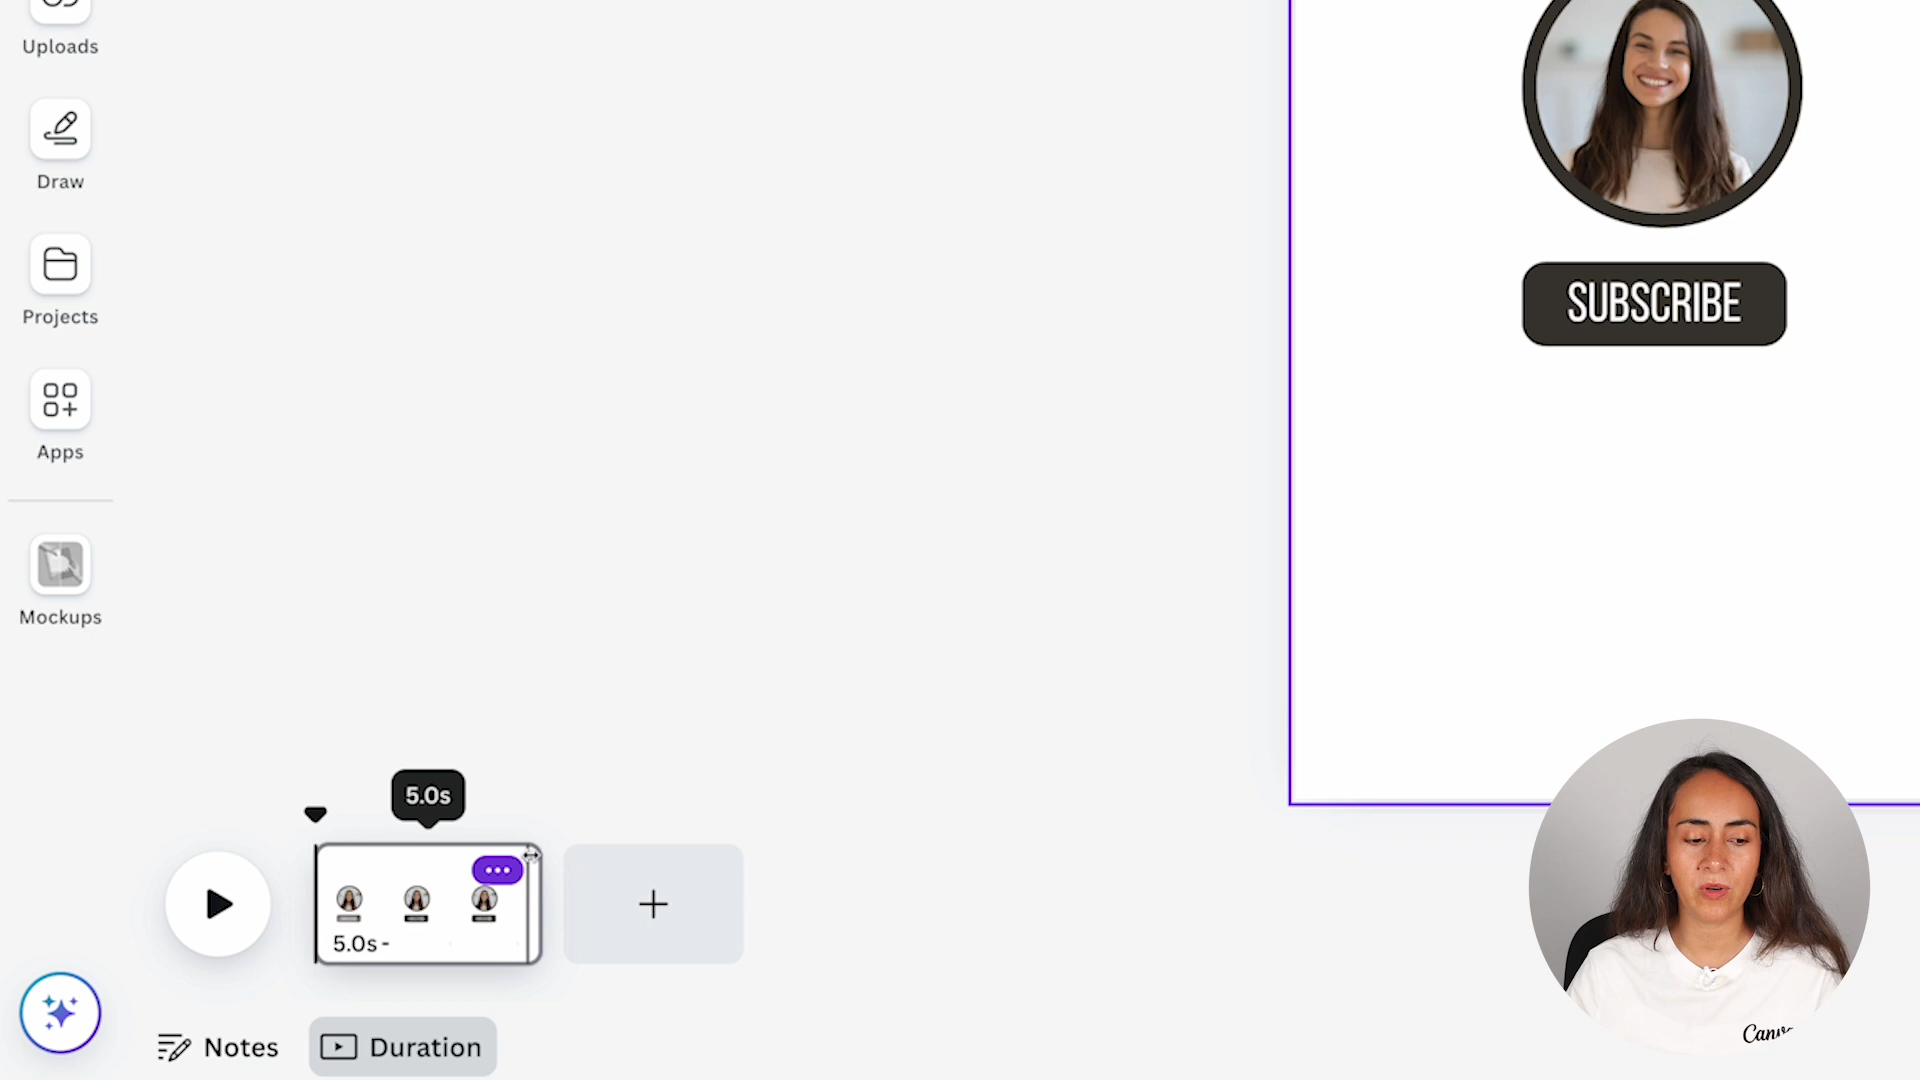 Uploads
Draw
Projects
Apps
Mockups
SUBSCRIBE
5.0s
5.0s -
Notes
Duration